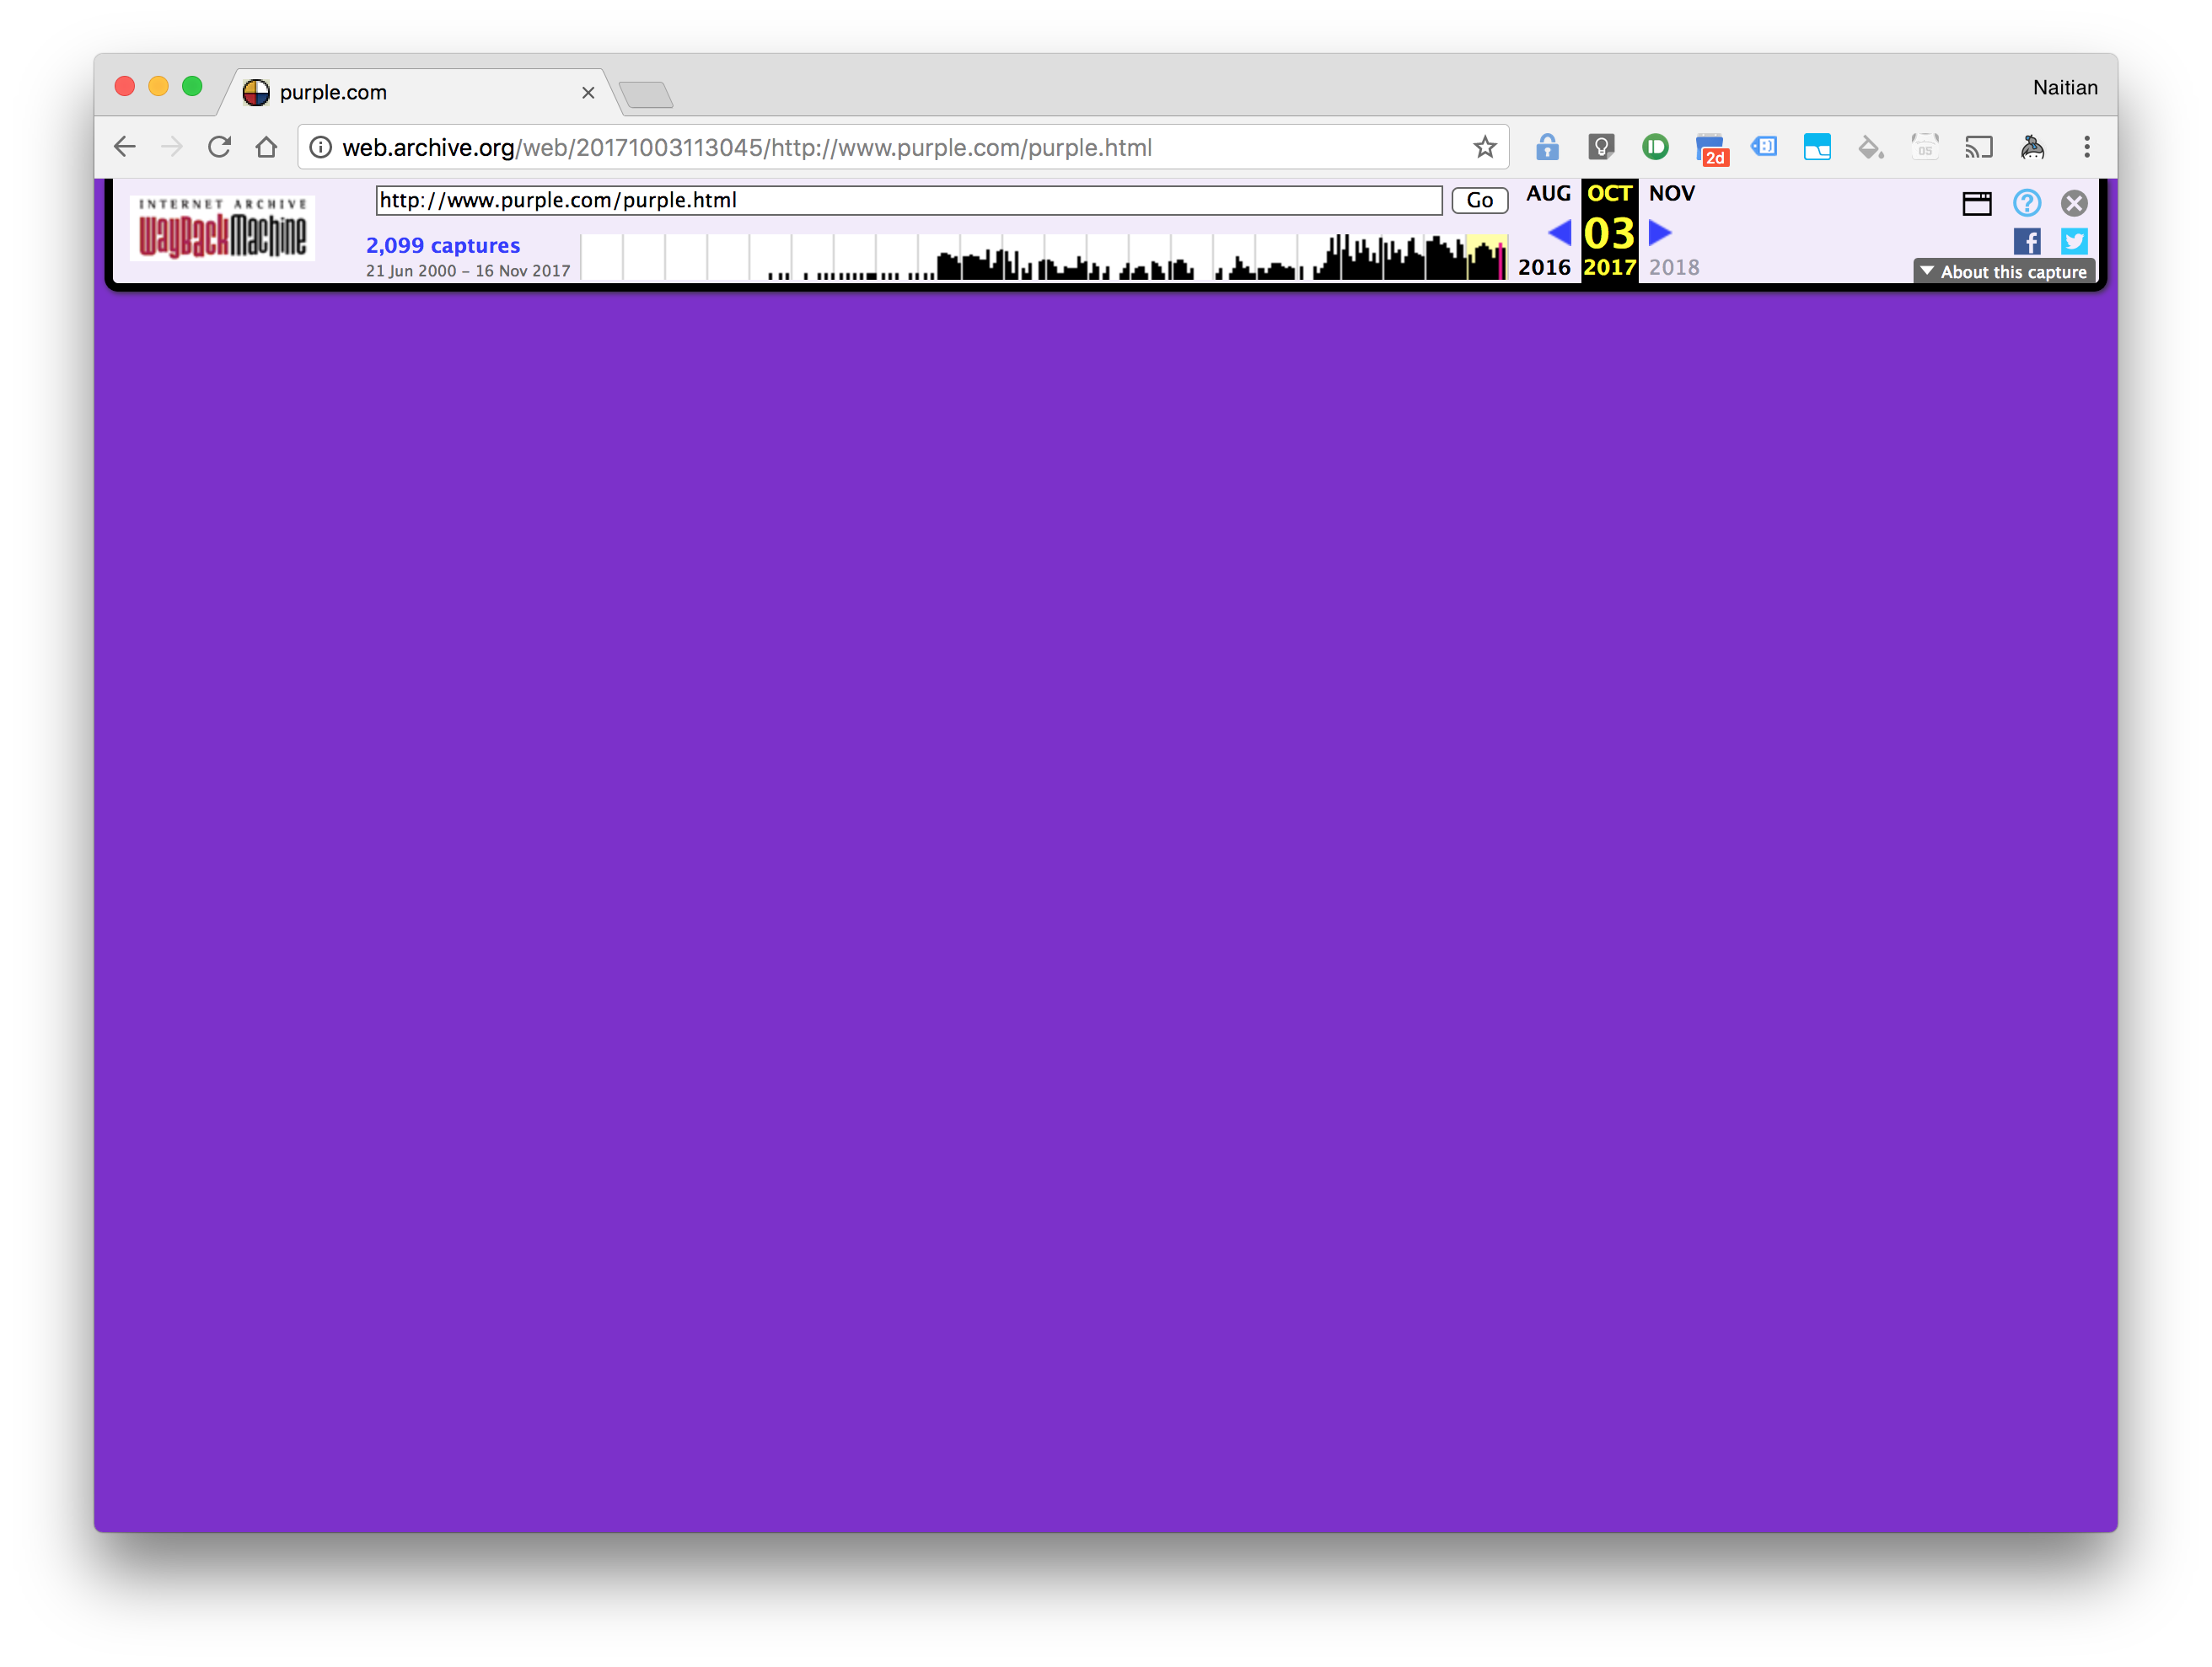 purple.com
Naitian
web.archive.org/web/20171003113045/http://www.purple.com/purple.html
2d
05
INTERNET ARCHIVE
WayBackMachine
http://www.purple.com/purple.html
Go
2,099 captures
21 Jun 2000 – 16 Nov 2017
AUG OCT NOV
03
2016 2017 2018
About this capture